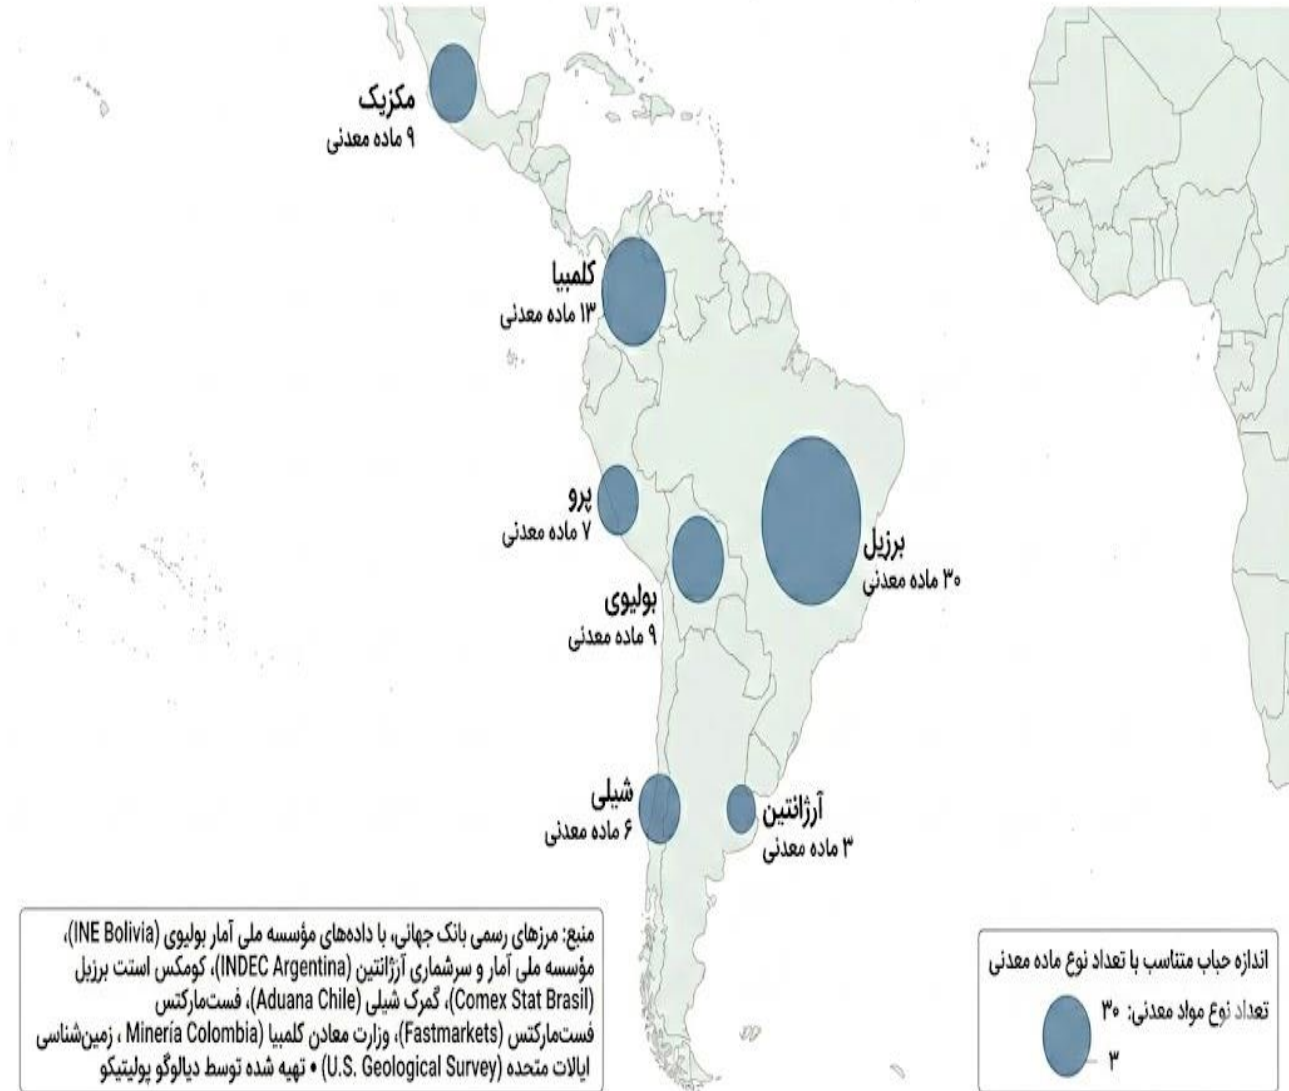 مکزیک
۹ ماده معدنی
کلمبیا
۱۳ ماده معدنی
پرو
۷ ماده معدنی
برزیل
۳۰ ماده معدنی
بولیوی
۹ ماده معدنی
شیلی
۶ ماده معدنی
آرژانتین
۳ ماده معدنی
منبع: مرزهای رسمی بانک جهانی، با داده‌های مؤسسه ملی آمار بولیوی (INE Bolivia)،
مؤسسه ملی آمار و سرشماری آرژانتین (INDEC Argentina)، کومکس استت برزیل
(Comex Stat Brasil)، گمرک شیلی (Aduana Chile)، فست‌مارکتس
فست‌مارکتس (Fastmarkets)، وزارت معادن کلمبیا (Minería Colombia ، زمین‌شناسی
ایالات متحده (U.S. Geological Survey) • تهیه شده توسط دیالوگو پولیتیکو
اندازه حباب متناسب با تعداد نوع ماده معدنی
تعداد نوع مواد معدنی: ۳۰
۳